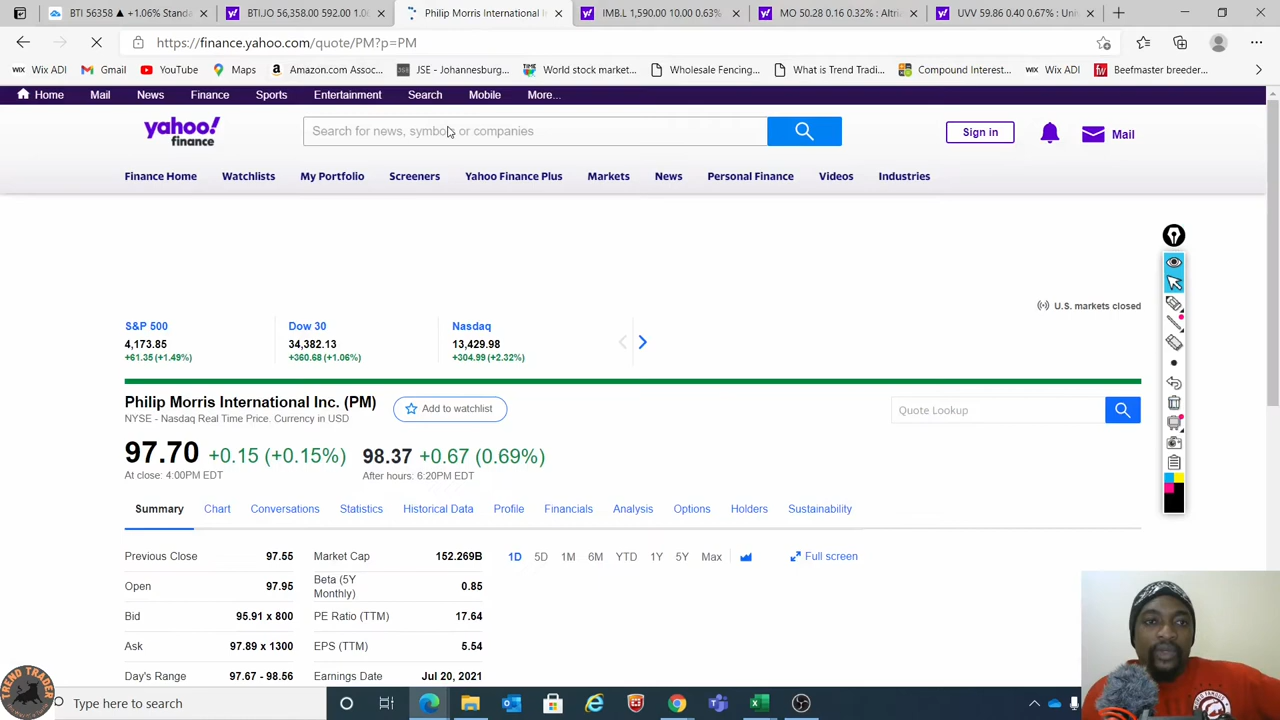 BTI 56358 ▲ +1.06% Standa
BTI.JO 56,358.00 592.00 1.0
Philip Morris International In
IMB.L 1,590.00 10.00 0.63%
MO 50.28 0.16 0.32% : Altri
UVV 59.86 0.40 0.67% : Uni
https://finance.yahoo.com/quote/PM?p=PM
Wix ADI
Gmail
YouTube
Maps
Amazon.com Assoc...
JSE - Johannesburg...
World stock market...
Wholesale Fencing,...
What is Trend Tradi...
Compound Interest...
Wix ADI
Beefmaster breeder...
Home Mail News Finance Sports Entertainment Search Mobile More...
yahoo!
finance
Search for news, symbols or companies
Sign in
Mail
Finance Home Watchlists My Portfolio Screeners Yahoo Finance Plus Markets News Personal Finance Videos Industries
U.S. markets closed
S&P 500
4,173.85
+61.35 (+1.49%)
Dow 30
34,382.13
+360.68 (+1.06%)
Nasdaq
13,429.98
+304.99 (+2.32%)
Philip Morris International Inc. (PM)
NYSE - Nasdaq Real Time Price. Currency in USD
Add to watchlist
Quote Lookup
97.70 +0.15 (+0.15%)
At close: 4:00PM EDT
98.37 +0.67 (0.69%)
After hours: 6:20PM EDT
Summary Chart Conversations Statistics Historical Data Profile Financials Analysis Options Holders Sustainability
Previous Close 97.55
Open 97.95
Bid 95.91 x 800
Ask 97.89 x 1300
Day's Range 97.67 - 98.56
Market Cap 152.269B
Beta (5Y
Monthly) 0.85
PE Ratio (TTM) 17.64
EPS (TTM) 5.54
Earnings Date Jul 20, 2021
1D 5D 1M 6M YTD 1Y 5Y Max
Full screen
TREND TRADER
Type here to search